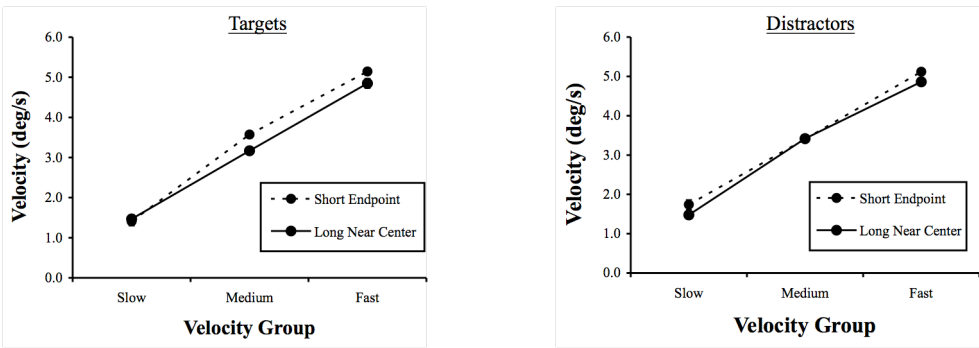 Targets
6.0
5.0
4.0
3.0
2.0
1.0
0.0
Velocity (deg/s)
Short Endpoint
Long Near Center
Slow Medium Fast
Velocity Group
Distractors
6.0
5.0
4.0
3.0
2.0
1.0
0.0
Velocity (deg/s)
Short Endpoint
Long Near Center
Slow Medium Fast
Velocity Group